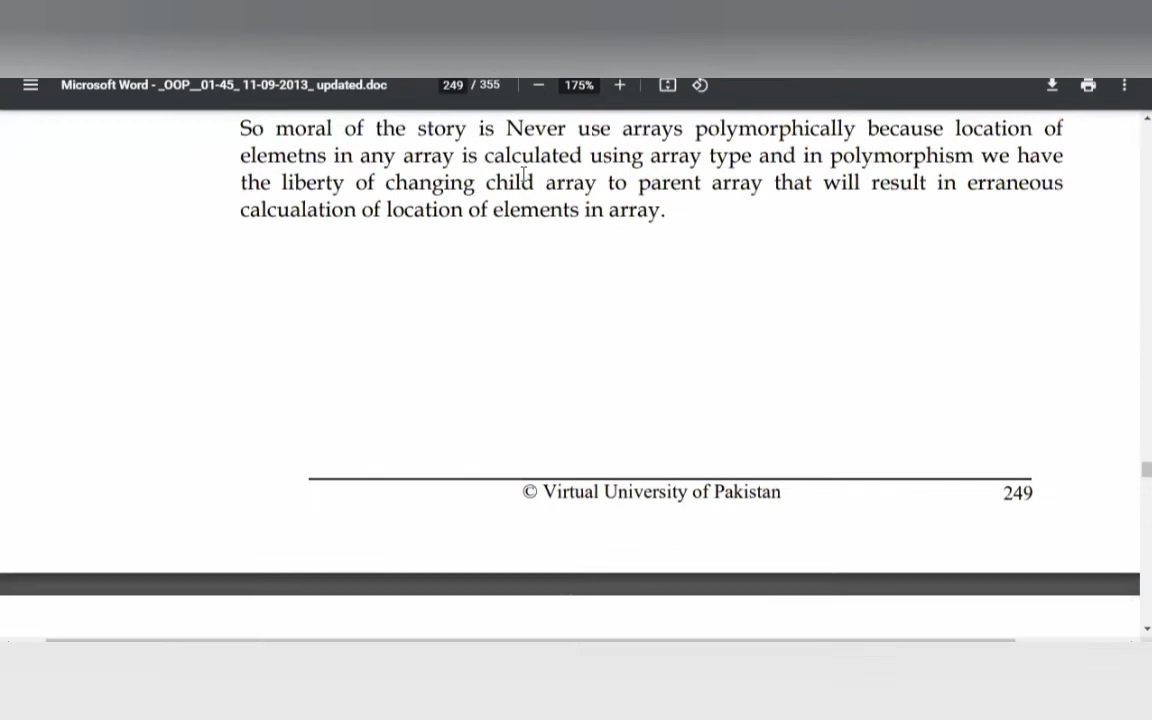 Microsoft Word - _OOP__01-45_ 11-09-2013_ updated.doc 249 / 355 — 175% +
So moral of the story is Never use arrays polymorphically because location of
elemetns in any array is calculated using array type and in polymorphism we have
the liberty of changing child array to parent array that will result in erraneous
calcualation of location of elements in array.
© Virtual University of Pakistan 249